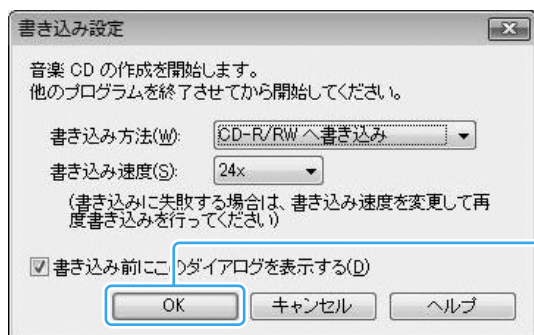 書き込み設定
音楽 CD の作成を開始します。
他のプログラムを終了させてから開始してください。
書き込み方法(W): CD-R/RW へ書き込み
書き込み速度(S): 24x
(書き込みに失敗する場合は、書き込み速度を変更して再
度書き込みを行ってください)
書き込み前にこのダイアログを表示する(D)
OK キャンセル ヘルプ